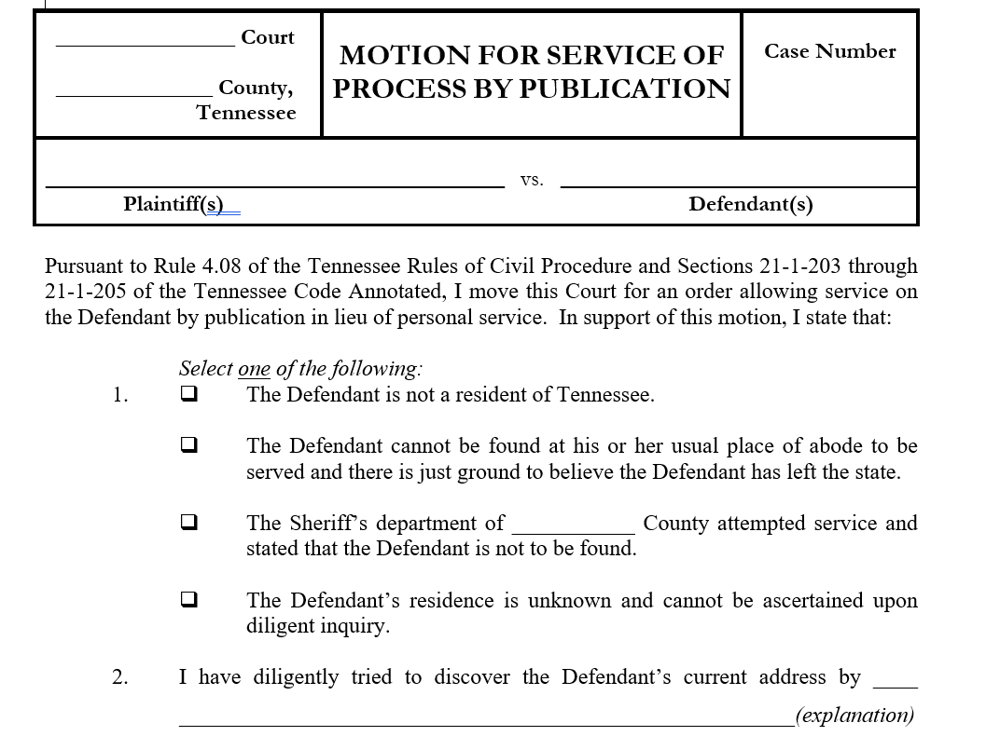 _________________ Court
MOTION FOR SERVICE OF
PROCESS BY PUBLICATION
Case Number
_______________ County,
Tennessee
____________________ vs. ____________________
Plaintiff(s)
Defendant(s)
Pursuant to Rule 4.08 of the Tennessee Rules of Civil Procedure and Sections 21-1-203 through
21-1-205 of the Tennessee Code Annotated, I move this Court for an order allowing service on
the Defendant by publication in lieu of personal service. In support of this motion, I state that:
Select one of the following:
1. ❑ The Defendant is not a resident of Tennessee.
❑ The Defendant cannot be found at his or her usual place of abode to be
served and there is just ground to believe the Defendant has left the state.
❑ The Sheriff's department of ___________ County attempted service and
stated that the Defendant is not to be found.
❑ The Defendant's residence is unknown and cannot be ascertained upon
diligent inquiry.
2. I have diligently tried to discover the Defendant's current address by ____
_______________________________________________________(explanation)